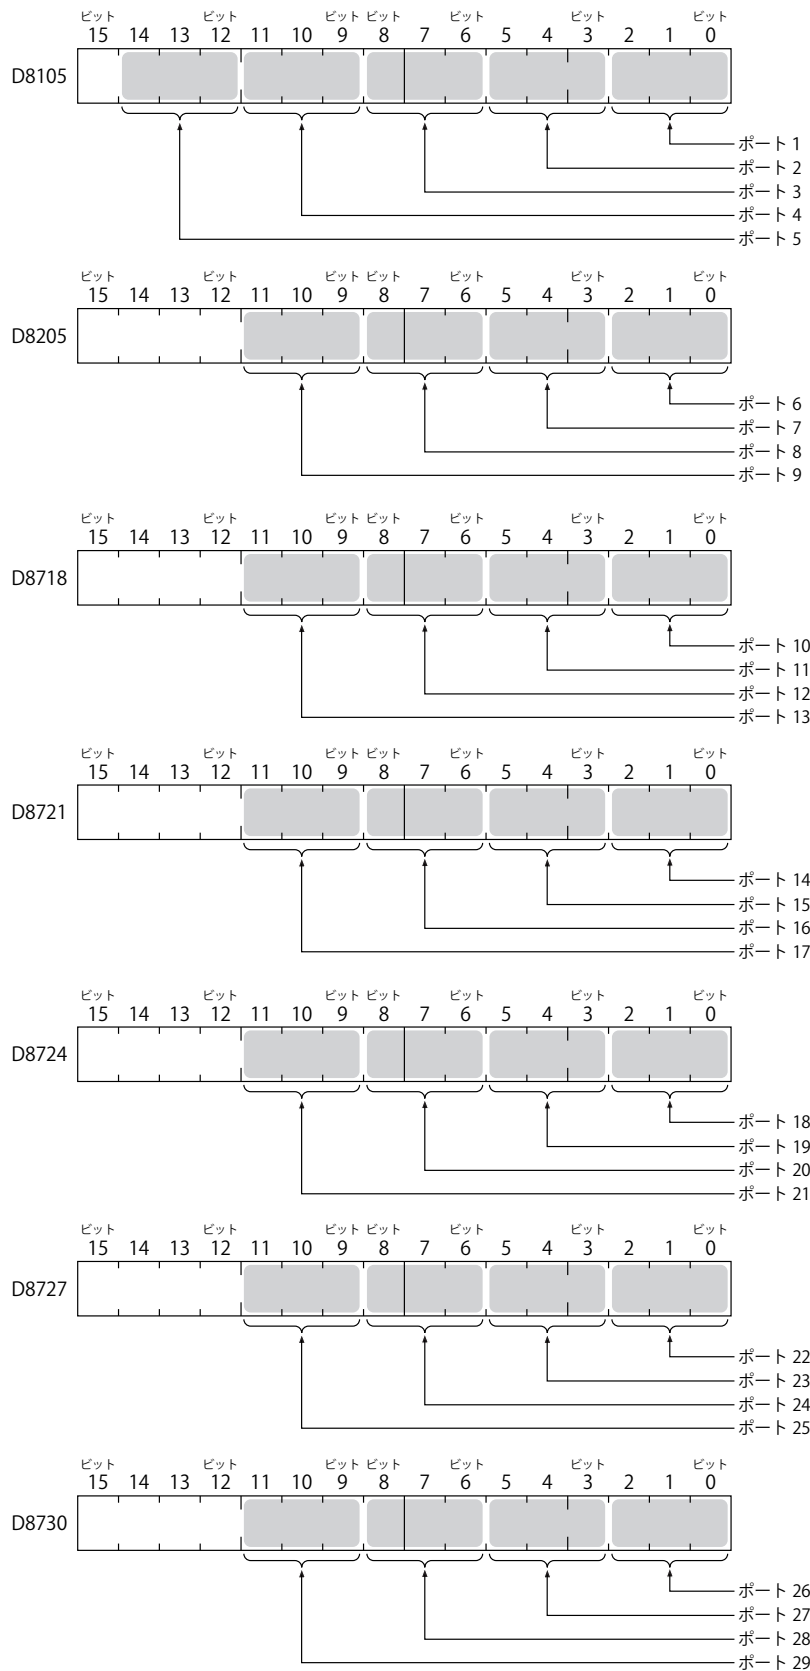 ビット ビット ビット ビット ビット ビット ビット
15 14 13 12 11 10 9 8 7 6 5 4 3 2 1 0
D8105
ポート 1
ポート 2
ポート 3
ポート 4
ポート 5
ビット ビット ビット ビット ビット ビット ビット
15 14 13 12 11 10 9 8 7 6 5 4 3 2 1 0
D8205
ポート 6
ポート 7
ポート 8
ポート 9
ビット ビット ビット ビット ビット ビット ビット
15 14 13 12 11 10 9 8 7 6 5 4 3 2 1 0
D8718
ポート 10
ポート 11
ポート 12
ポート 13
ビット ビット ビット ビット ビット ビット ビット
15 14 13 12 11 10 9 8 7 6 5 4 3 2 1 0
D8721
ポート 14
ポート 15
ポート 16
ポート 17
ビット ビット ビット ビット ビット ビット ビット
15 14 13 12 11 10 9 8 7 6 5 4 3 2 1 0
D8724
ポート 18
ポート 19
ポート 20
ポート 21
ビット ビット ビット ビット ビット ビット ビット
15 14 13 12 11 10 9 8 7 6 5 4 3 2 1 0
D8727
ポート 22
ポート 23
ポート 24
ポート 25
ビット ビット ビット ビット ビット ビット ビット
15 14 13 12 11 10 9 8 7 6 5 4 3 2 1 0
D8730
ポート 26
ポート 27
ポート 28
ポート 29